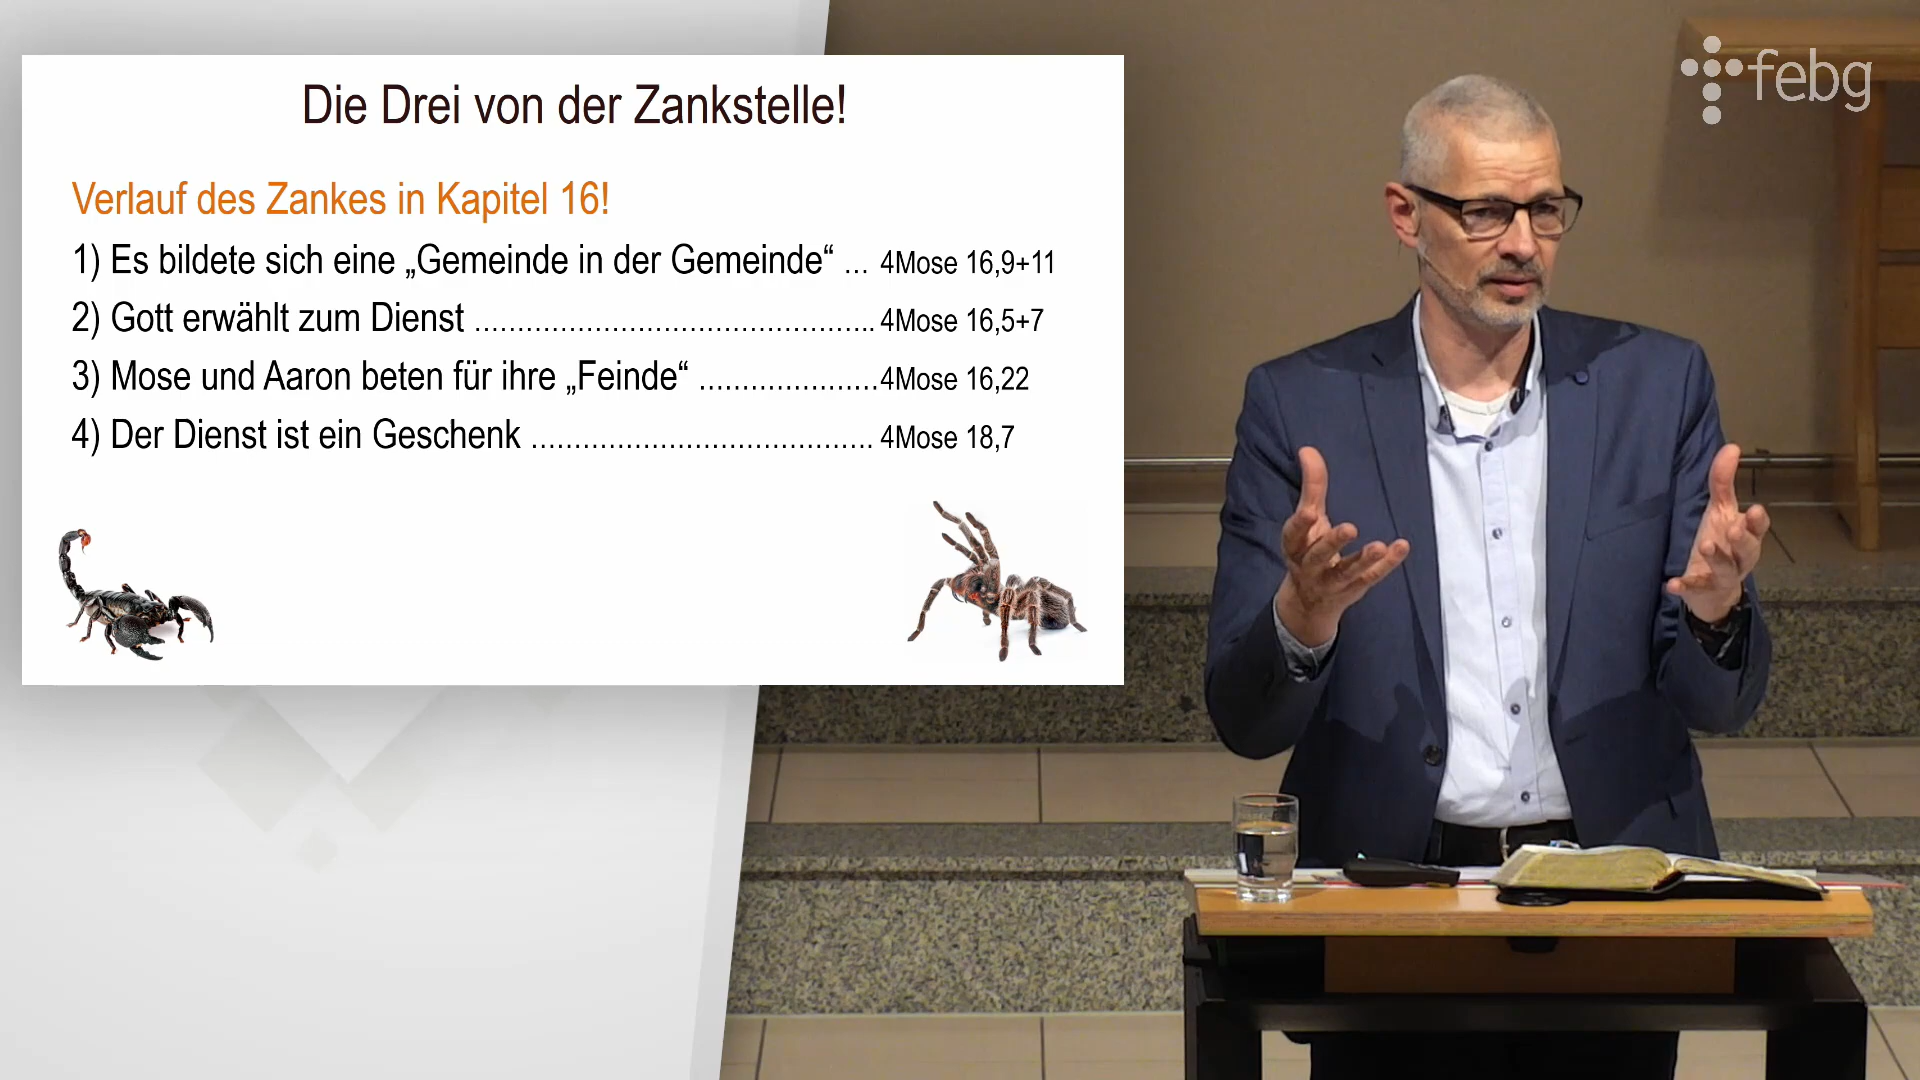 Die Drei von der Zankstelle!
Verlauf des Zankes in Kapitel 16!
1) Es bildete sich eine „Gemeinde in der Gemeinde“ … 4Mose 16,9+11
2) Gott erwählt zum Dienst ……………………………………….. 4Mose 16,5+7
3) Mose und Aaron beten für ihre „Feinde“ …………………4Mose 16,22
4) Der Dienst ist ein Geschenk …………………………………. 4Mose 18,7
febg